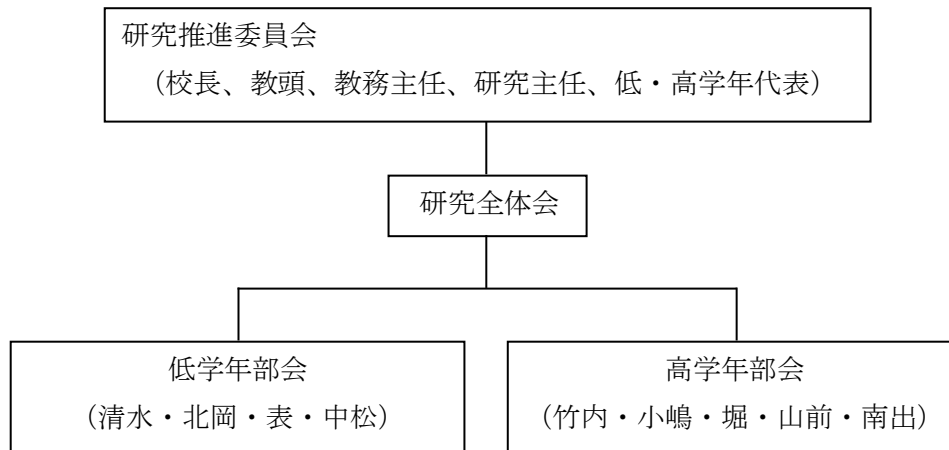 研究推進委員会
（校長、教頭、教務主任、研究主任、低・高学年代表）
研究全体会
低学年部会
（清水・北岡・表・中松）
高学年部会
（竹内・小嶋・堀・山前・南出）